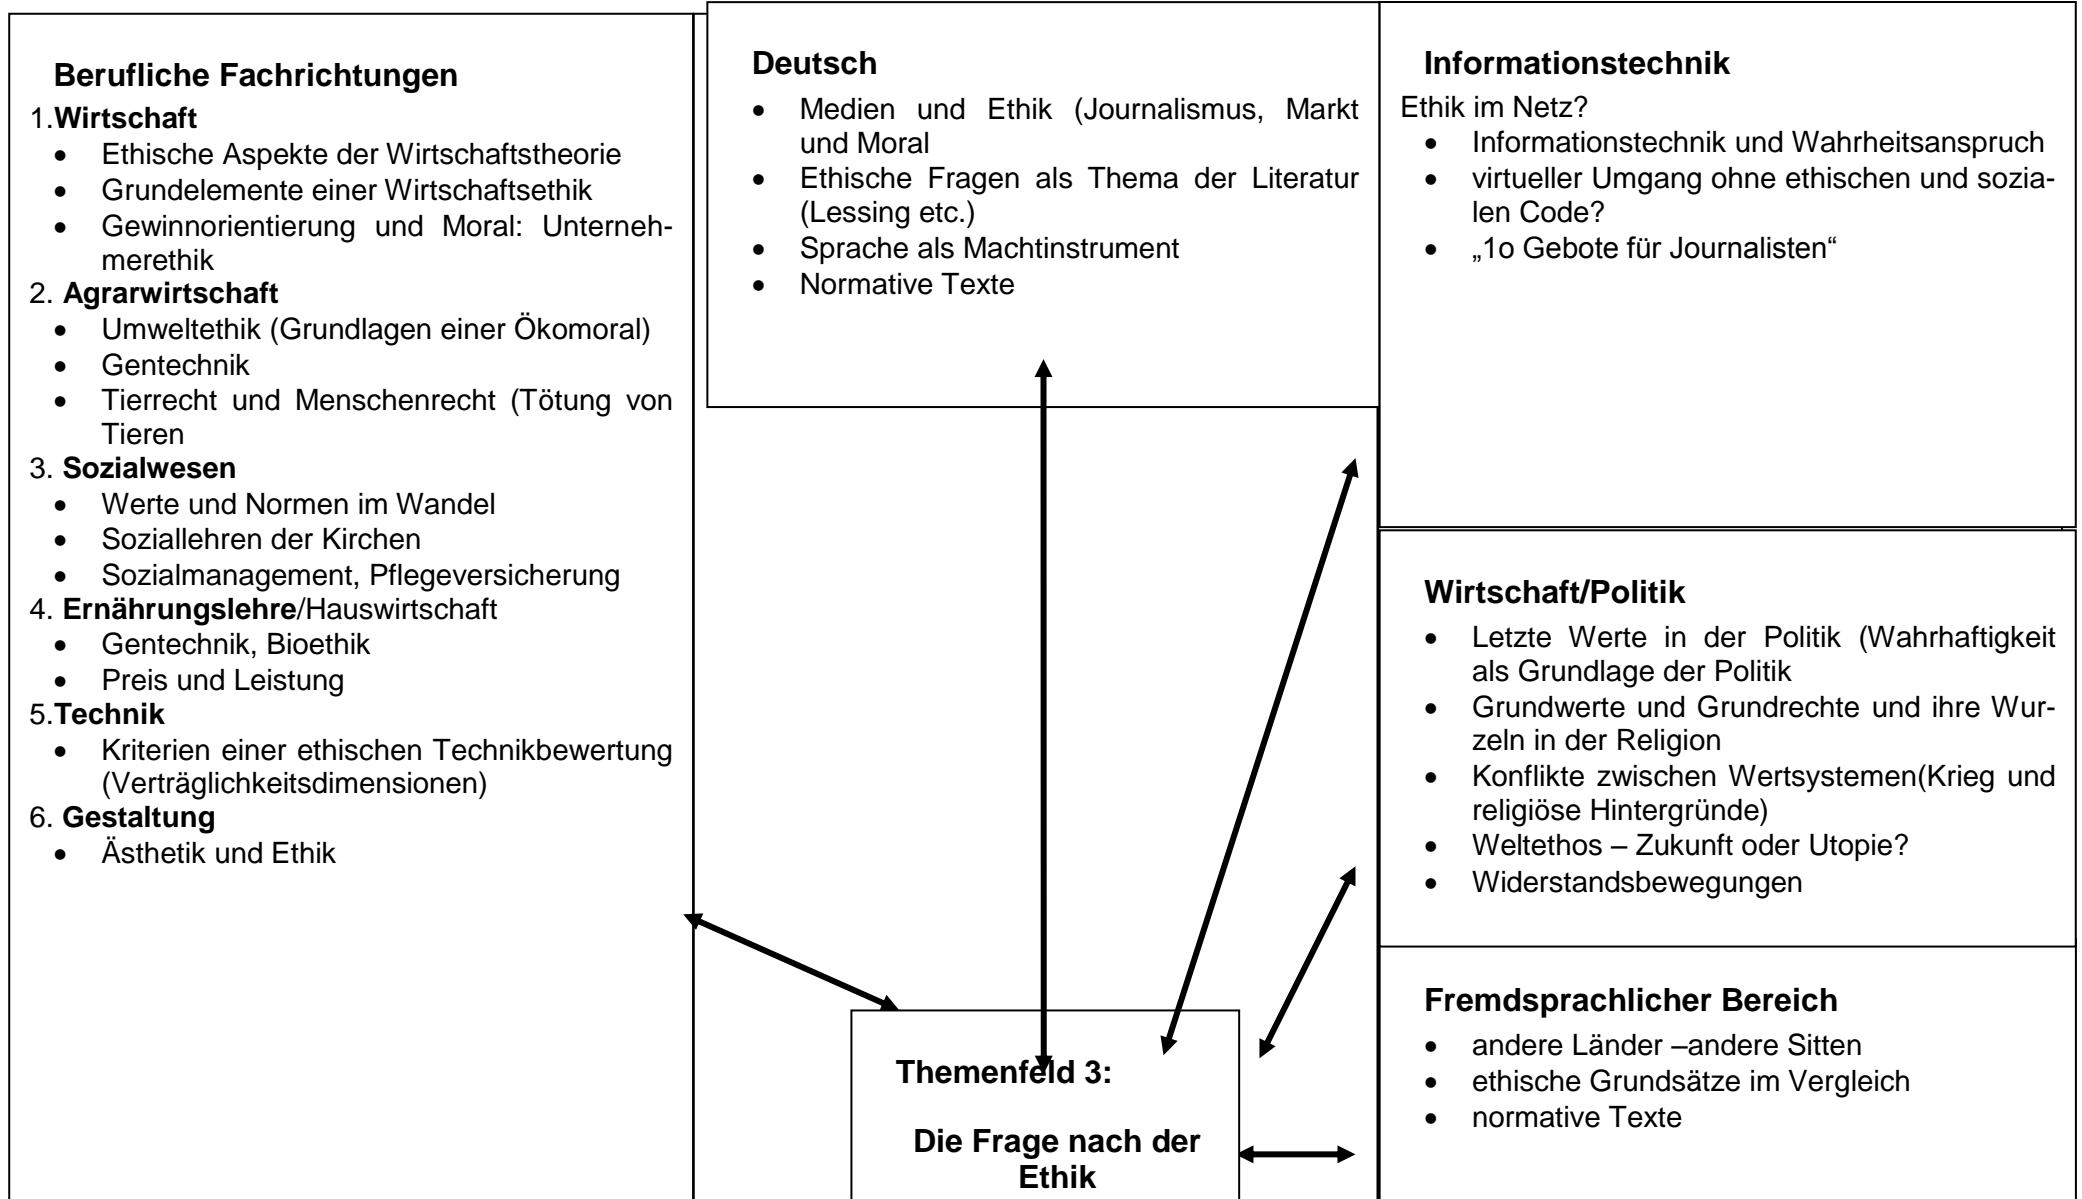 Berufliche Fachrichtungen
1.Wirtschaft
• Ethische Aspekte der Wirtschaftstheorie
• Grundelemente einer Wirtschaftsethik
• Gewinnorientierung und Moral: Unterneh-
merethik
2. Agrarwirtschaft
• Umweltethik (Grundlagen einer Ökomoral)
• Gentechnik
• Tierrecht und Menschenrecht (Tötung von
Tieren
3. Sozialwesen
• Werte und Normen im Wandel
• Soziallehren der Kirchen
• Sozialmanagement, Pflegeversicherung
4. Ernährungslehre/Hauswirtschaft
• Gentechnik, Bioethik
• Preis und Leistung
5.Technik
• Kriterien einer ethischen Technikbewertung
(Verträglichkeitsdimensionen)
6. Gestaltung
• Ästhetik und Ethik
Deutsch
• Medien und Ethik (Journalismus, Markt
und Moral
• Ethische Fragen als Thema der Literatur
(Lessing etc.)
• Sprache als Machtinstrument
• Normative Texte
Informationstechnik
Ethik im Netz?
• Informationstechnik und Wahrheitsanspruch
• virtueller Umgang ohne ethischen und sozia-
len Code?
• „1o Gebote für Journalisten“
Wirtschaft/Politik
• Letzte Werte in der Politik (Wahrhaftigkeit
als Grundlage der Politik
• Grundwerte und Grundrechte und ihre Wur-
zeln in der Religion
• Konflikte zwischen Wertsystemen(Krieg und
religiöse Hintergründe)
• Weltethos – Zukunft oder Utopie?
• Widerstandsbewegungen
Fremdsprachlicher Bereich
• andere Länder –andere Sitten
• ethische Grundsätze im Vergleich
• normative Texte
Themenfeld 3:
Die Frage nach der
Ethik